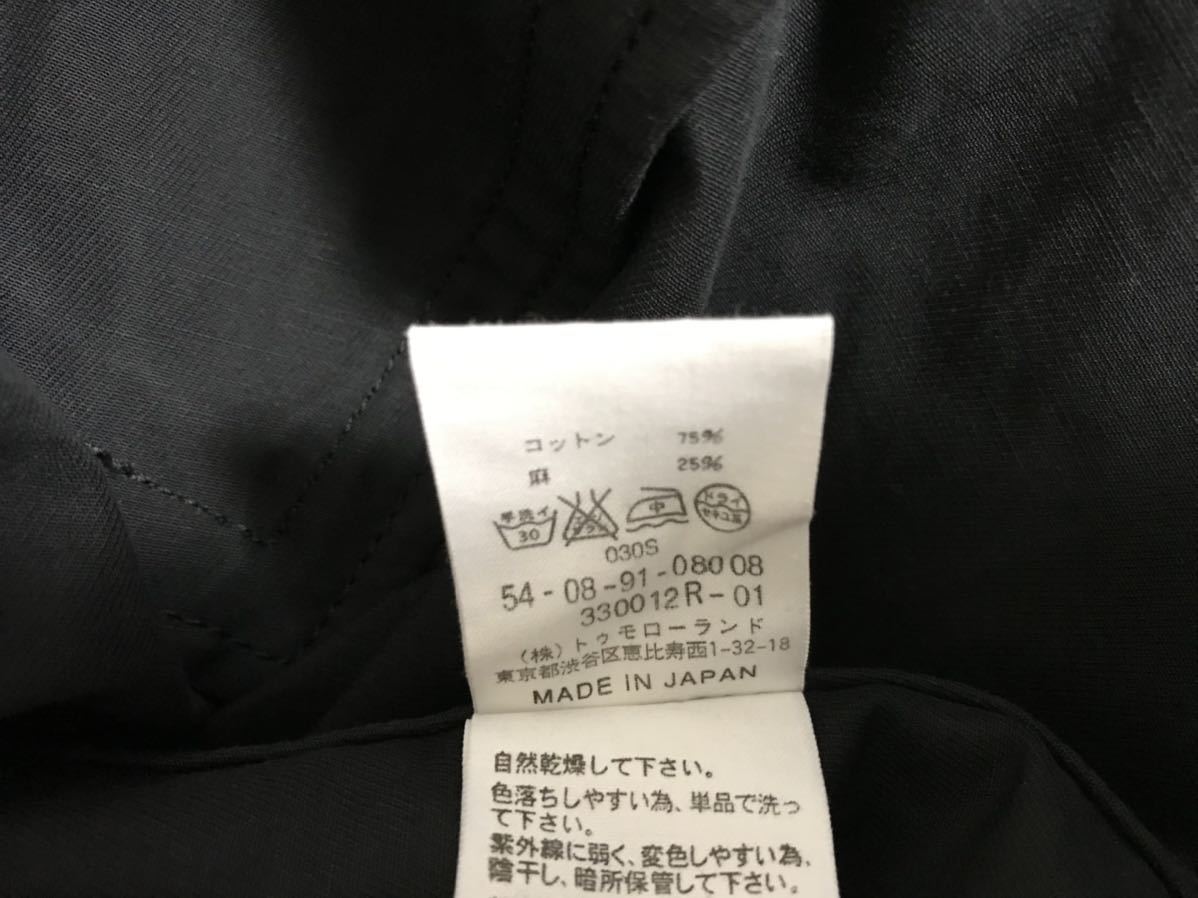 コットン 75%
麻 25%
手洗イ 30 中 ドライ セキユ系
030S
54-08-91-08008
330012R-01
(株)トゥモローランド
東京都渋谷区恵比寿西1-32-18
MADE IN JAPAN
自然乾燥して下さい。
色落ちしやすい為、単品で洗っ
て下さい。
紫外線に弱く、変色しやすい為、
陰干し、暗所保管して下さい。